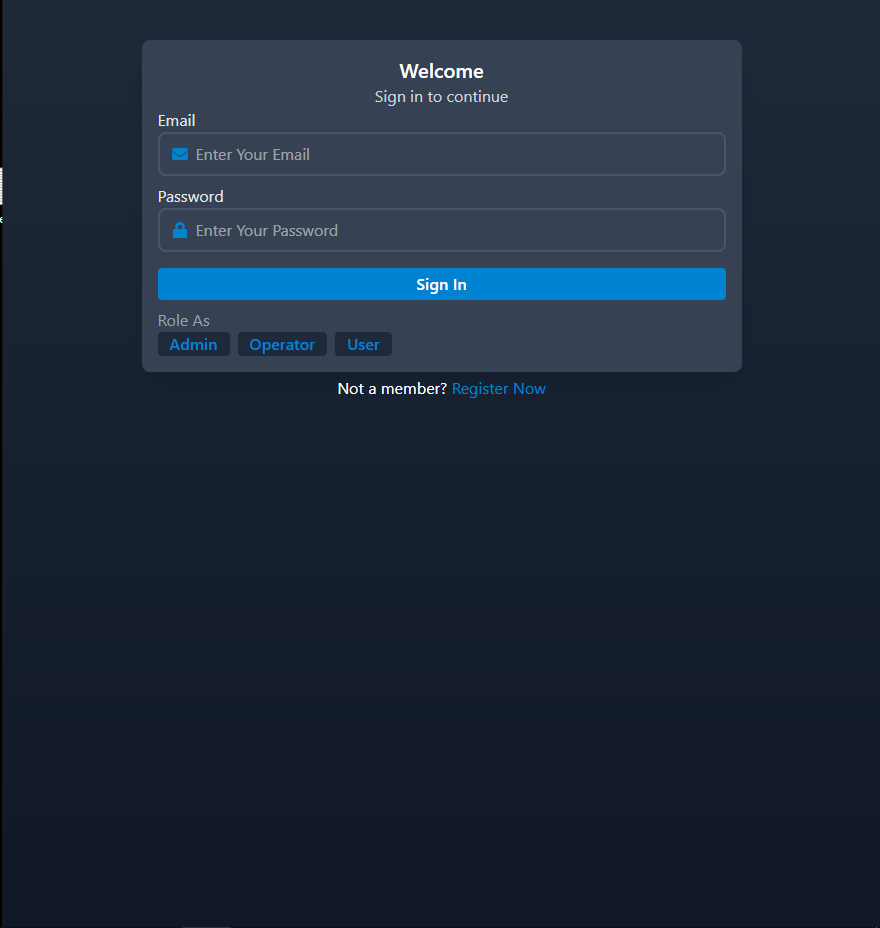 Welcome
Sign in to continue
Email
Enter Your Email
Password
Enter Your Password
Sign In
Role As
Admin Operator User
Not a member? Register Now